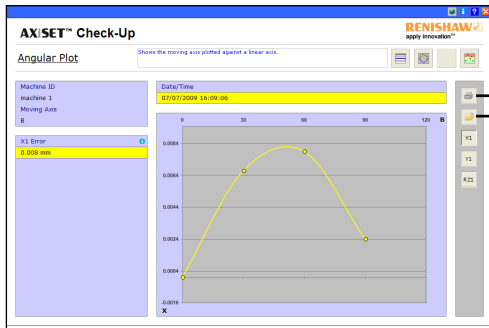 AXiSET™ Check-Up
RENISHAW
apply innovation™
Angular Plot
Shows the moving axis plotted against a linear axis.
Machine ID
machine 1
Moving Axis
B
Date/Time
07/07/2009 16:09:06
X1 Error
0.008 mm
0 30 60 90 120 B
0.0084
0.0064
0.0044
0.0024
0.0004
-0.0016
X
X1
Y1
RZ1